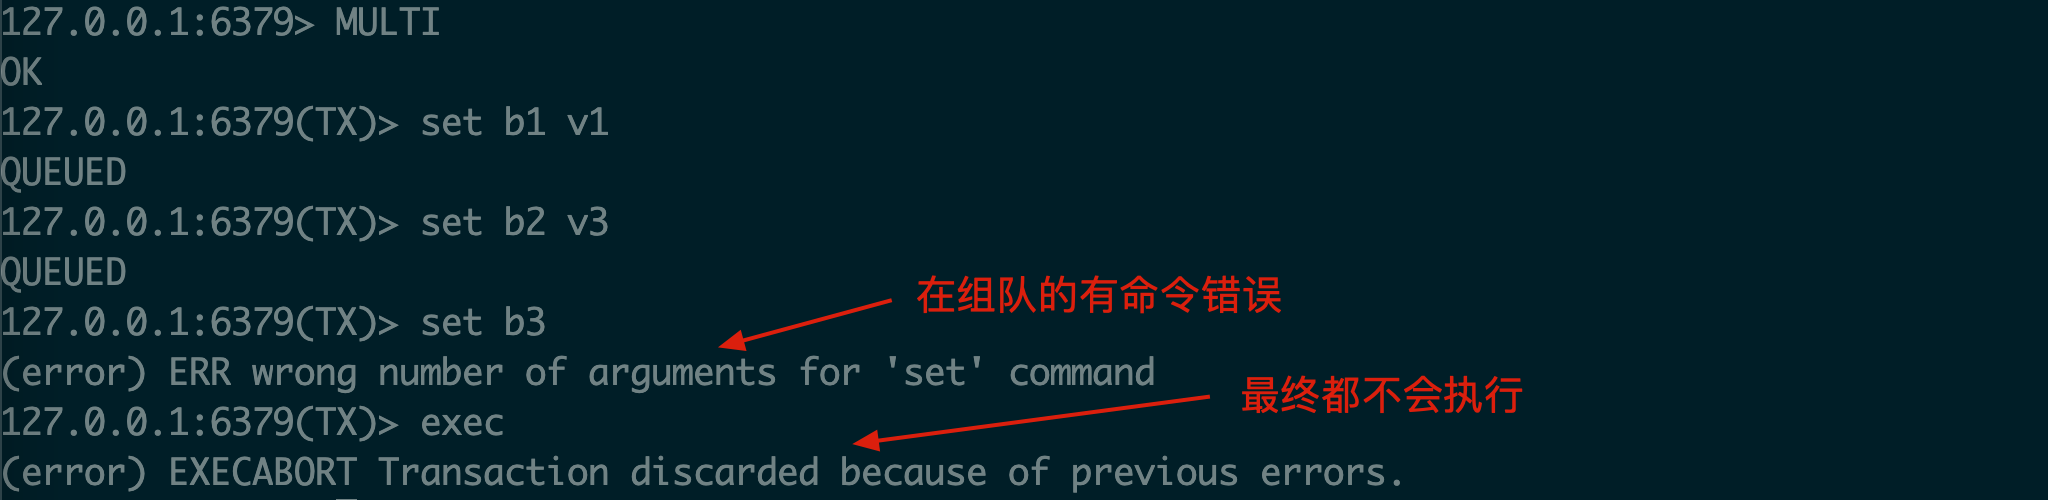 127.0.0.1:6379> MULTI
OK
127.0.0.1:6379(TX)> set b1 v1
QUEUED
127.0.0.1:6379(TX)> set b2 v3
QUEUED
在组队的有命令错误
127.0.0.1:6379(TX)> set b3
(error) ERR wrong number of arguments for 'set' command
最终都不会执行
127.0.0.1:6379(TX)> exec
(error) EXECABORT Transaction discarded because of previous errors.